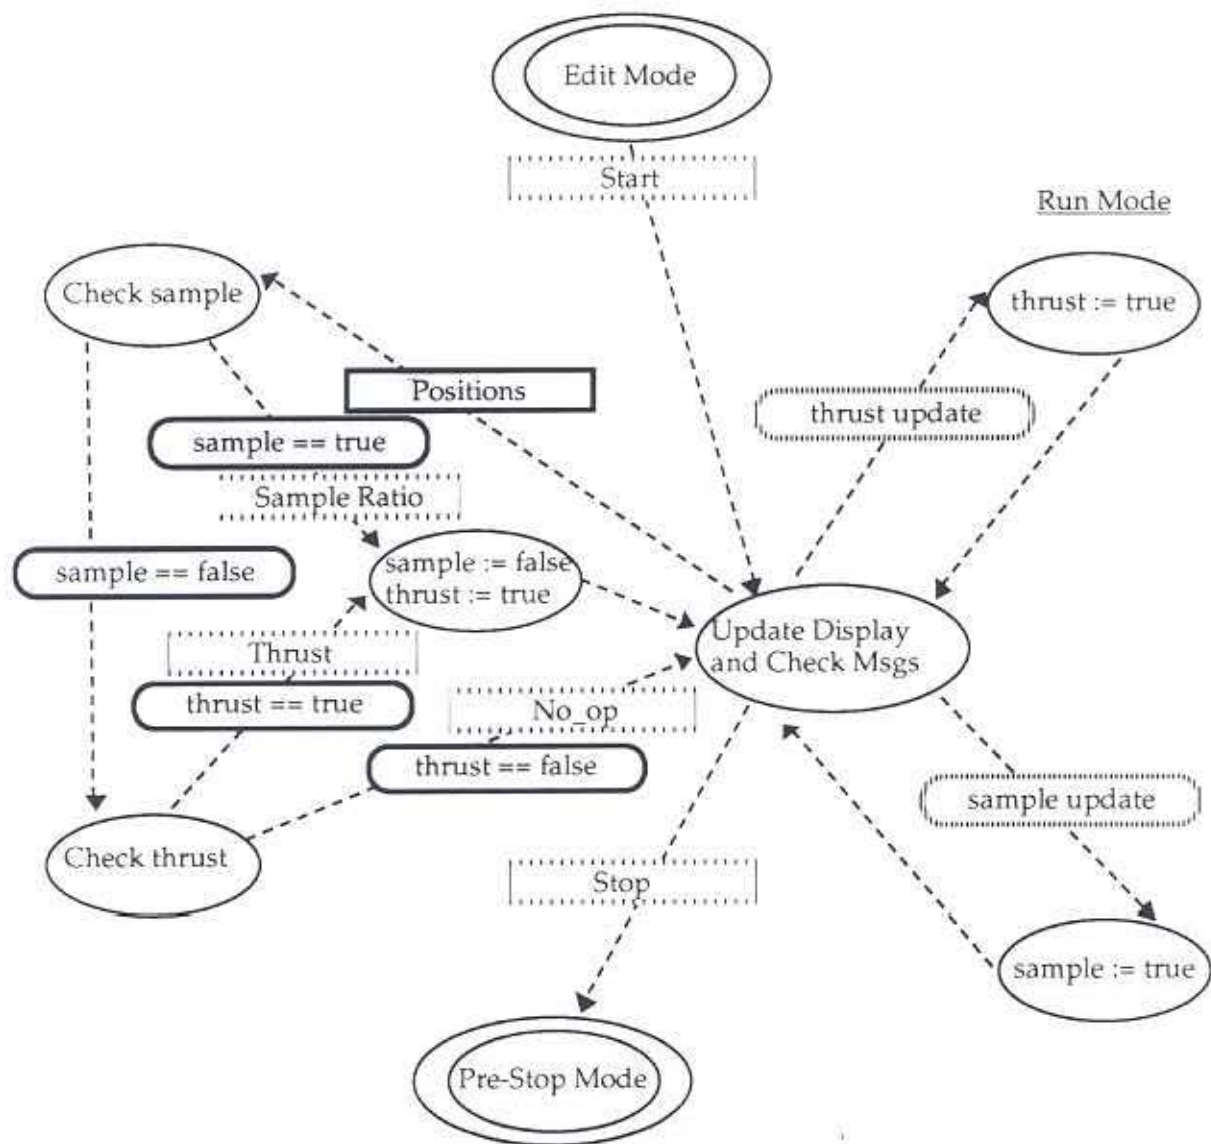 Edit Mode
Start
Run Mode
Check sample
thrust := true
Positions
thrust update
sample == true
Sample Ratio
sample == false
sample := false
thrust := true
Update Display
and Check Msgs
Thrust
thrust == true
No_op
thrust == false
sample update
Check thrust
Stop
sample := true
Pre-Stop Mode